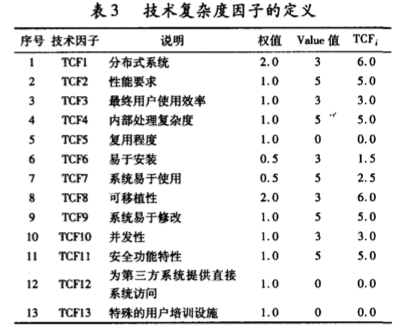 表 3 技术复杂度因子的定义
序号 技术因子 说明 权值 Value 值 TCFi
1 TCF1 分布式系统 2.0 3 6.0
2 TCF2 性能要求 1.0 5 5.0
3 TCF3 最终用户使用效率 1.0 3 3.0
4 TCF4 内部处理复杂度 1.0 5 5.0
5 TCF5 复用程度 1.0 0 0.0
6 TCF6 易于安装 0.5 3 1.5
7 TCF7 系统易于使用 0.5 5 2.5
8 TCF8 可移植性 2.0 3 6.0
9 TCF9 系统易于修改 1.0 5 5.0
10 TCF10 并发性 1.0 3 3.0
11 TCF11 安全功能特性 1.0 5 5.0
12 TCF12 为第三方系统提供直接系统访问 1.0 0 0.0
13 TCF13 特殊的用户培训设施 1.0 0 0.0